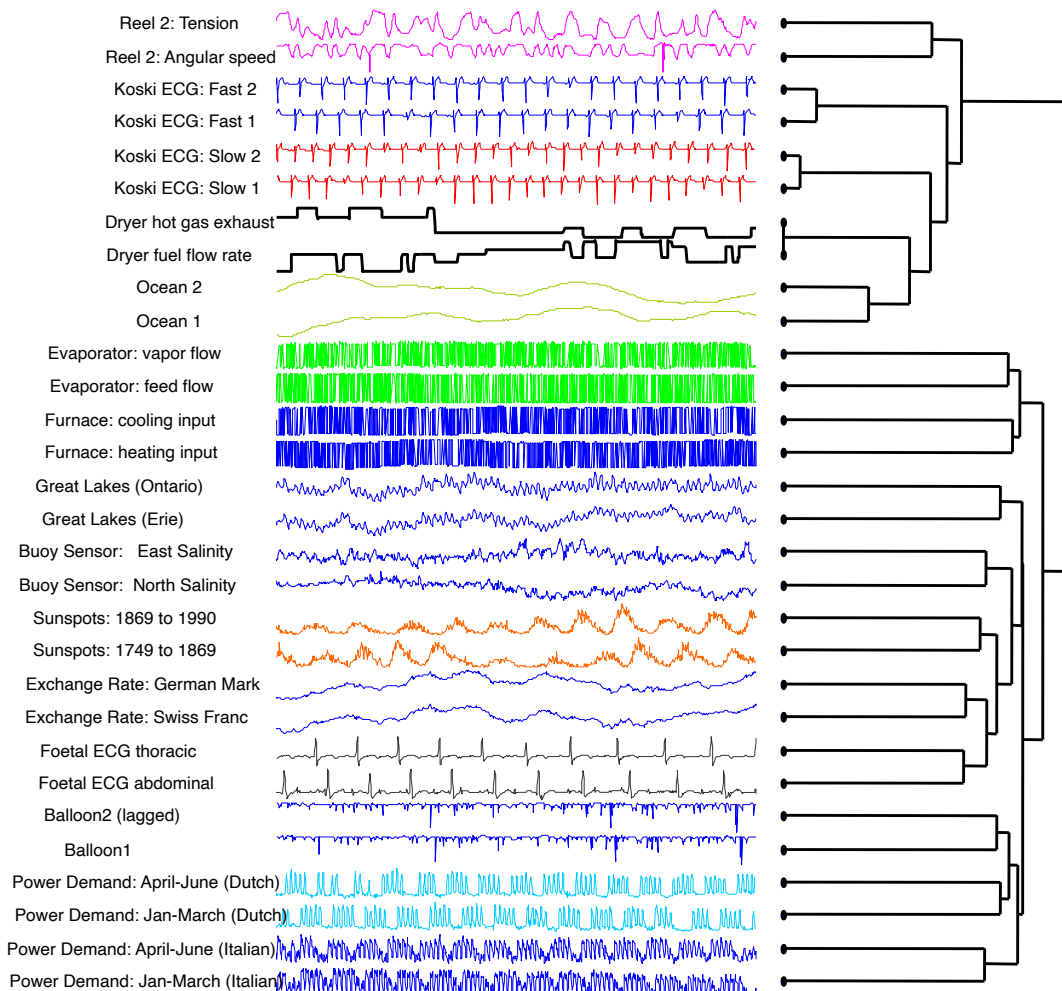 Reel 2: Tension
Reel 2: Angular speed
Koski ECG: Fast 2
Koski ECG: Fast 1
Koski ECG: Slow 2
Koski ECG: Slow 1
Dryer hot gas exhaust
Dryer fuel flow rate
Ocean 2
Ocean 1
Evaporator: vapor flow
Evaporator: feed flow
Furnace: cooling input
Furnace: heating input
Great Lakes (Ontario)
Great Lakes (Erie)
Buoy Sensor: East Salinity
Buoy Sensor: North Salinity
Sunspots: 1869 to 1990
Sunspots: 1749 to 1869
Exchange Rate: German Mark
Exchange Rate: Swiss Franc
Foetal ECG thoracic
Foetal ECG abdominal
Balloon2 (lagged)
Balloon1
Power Demand: April-June (Dutch)
Power Demand: Jan-March (Dutch)
Power Demand: April-June (Italian)
Power Demand: Jan-March (Italian)